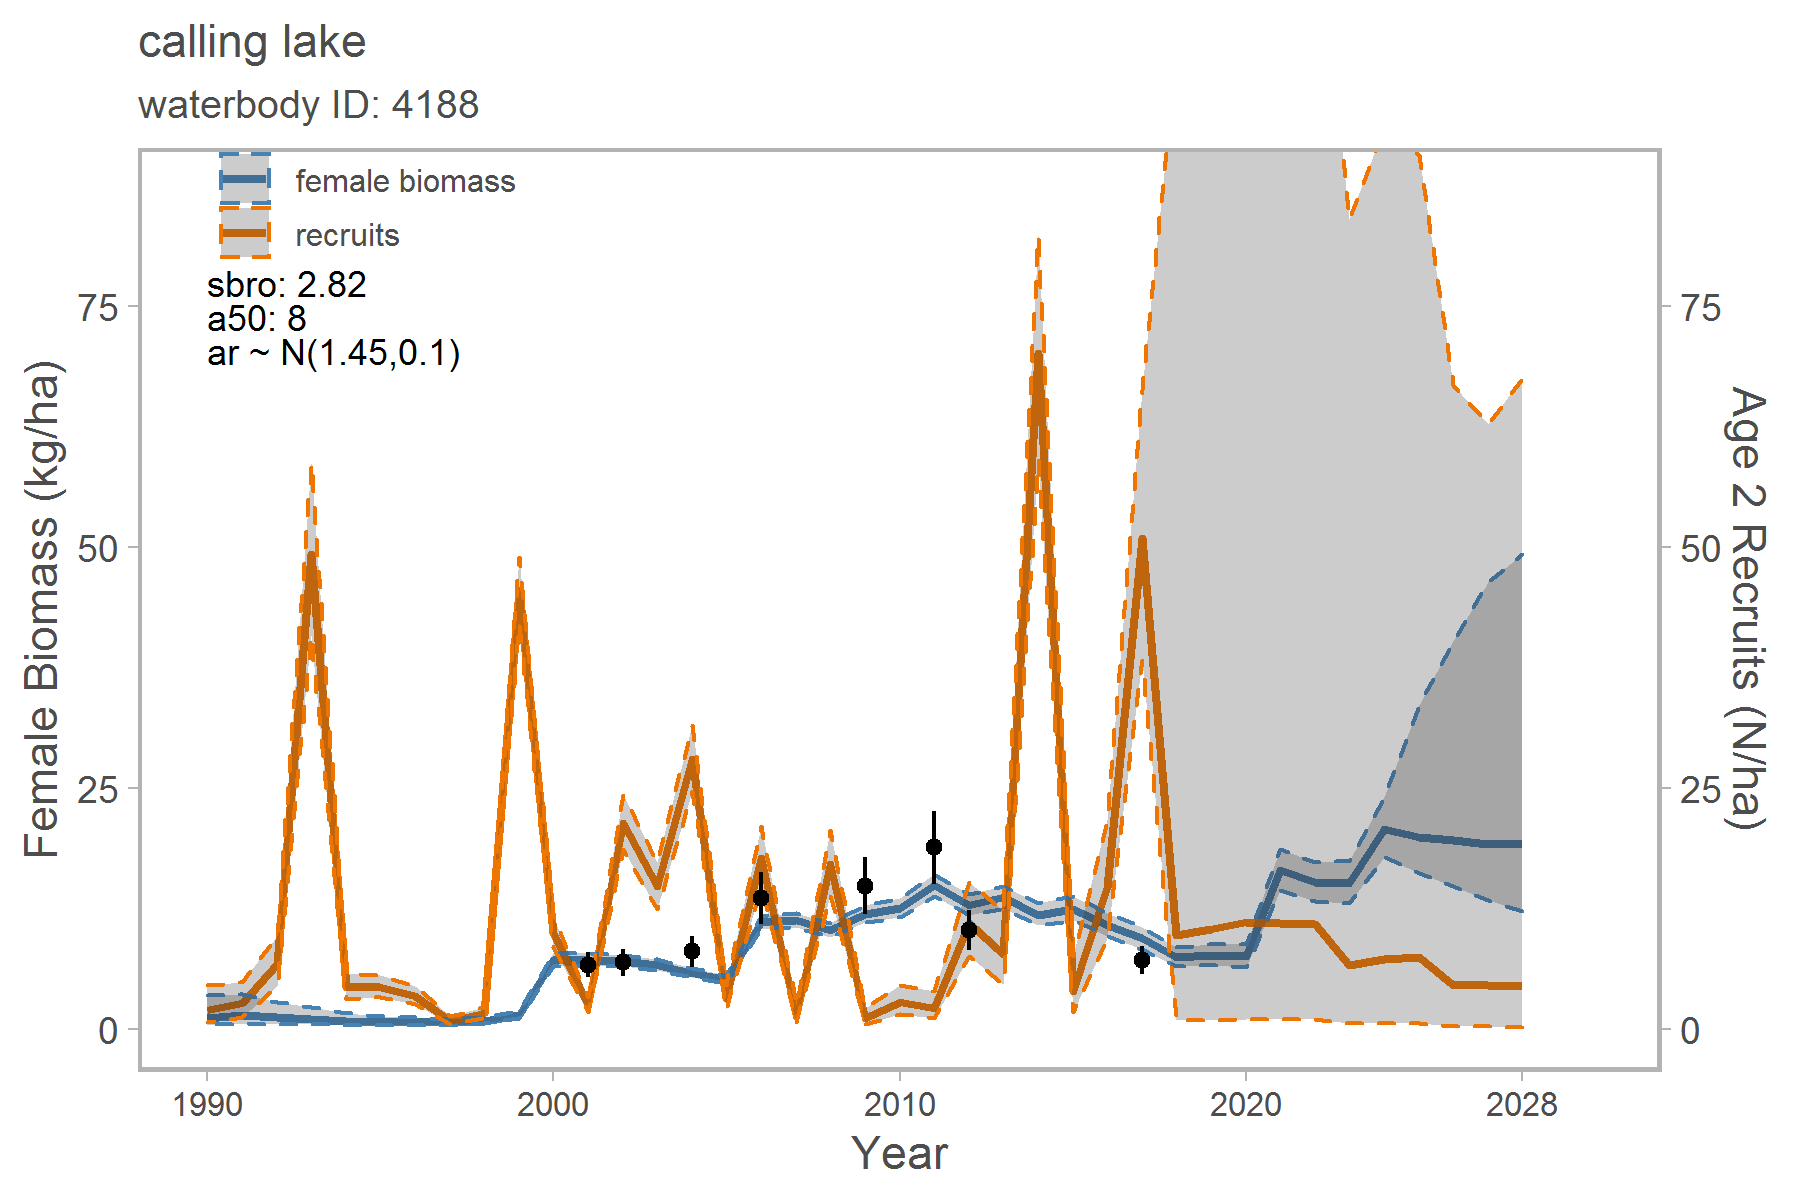 calling lake
waterbody ID: 4188
female biomass
recruits
sbro: 2.82
a50: 8
ar ~ N(1.45,0.1)
75
50
25
0
Female Biomass (kg/ha)
75
50
25
0
Age 2 Recruits (N/ha)
1990
2000
2010
2020
2028
Year